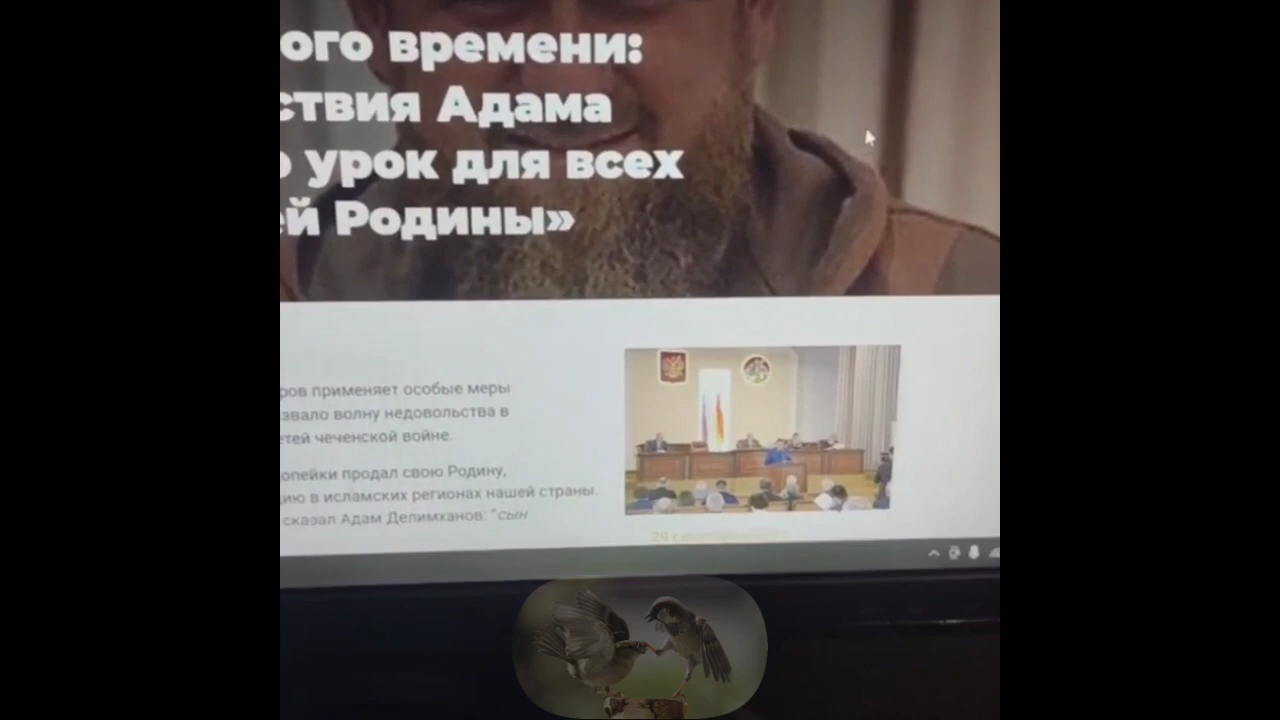 ого времени:
ствия Адама
о урок для всех
ей Родины»
ров применяет особые меры
звало волну недовольства в
етей чеченской войне.
опейки продал свою Родину,
цию в исламских регионах нашей страны.
сказал Адам Делимханов: "сын